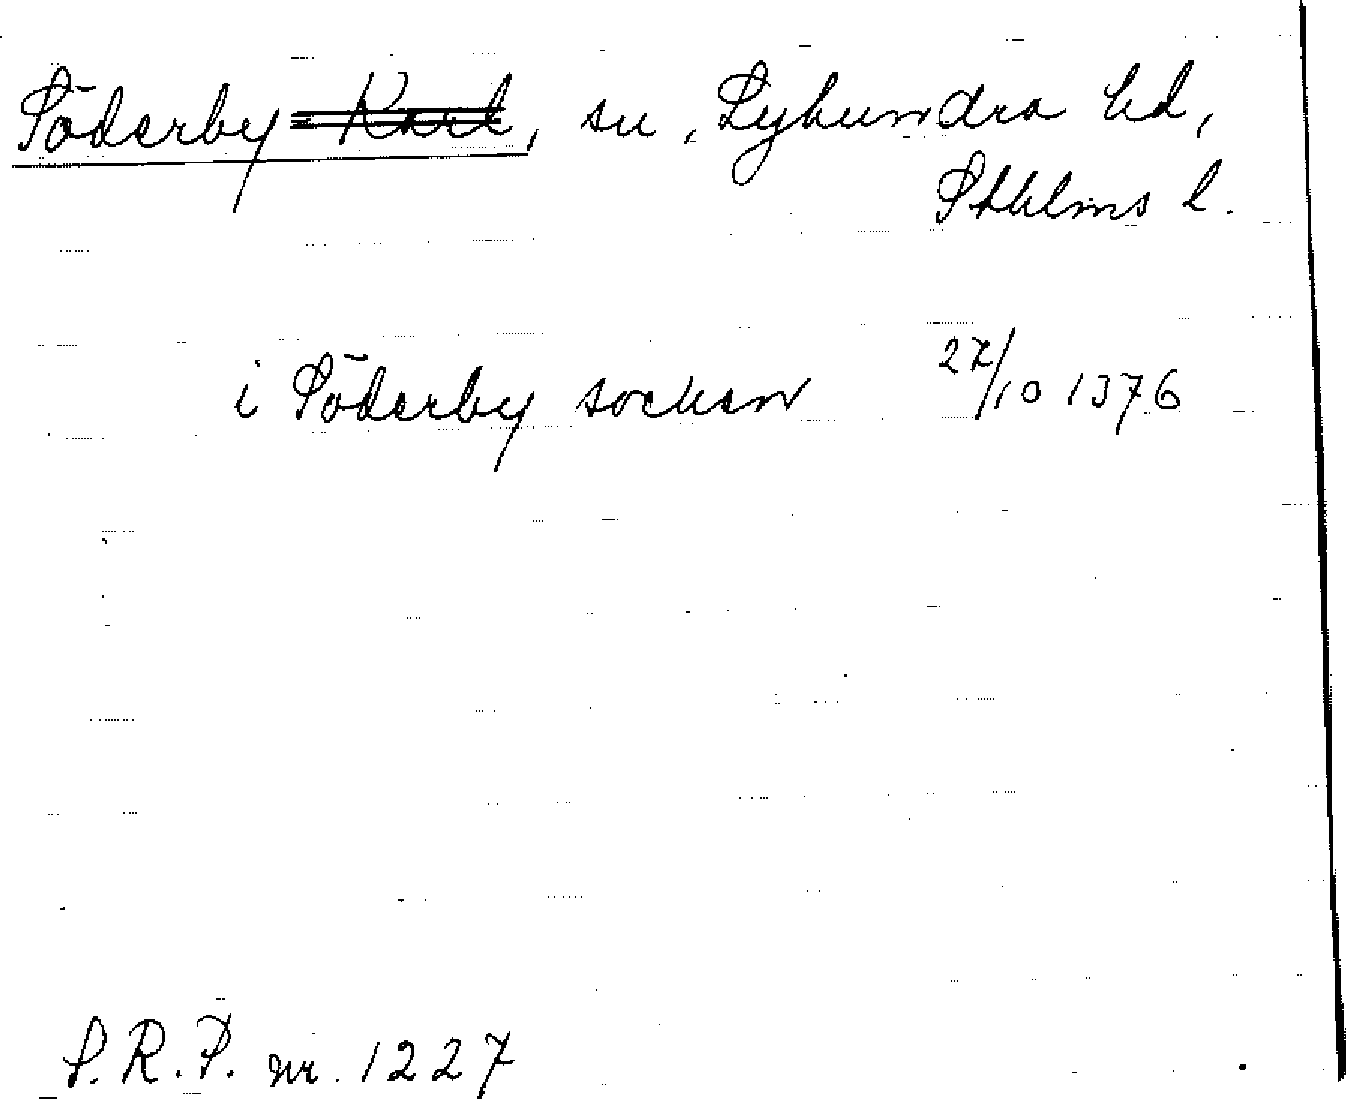 Söderby ~~Karl~~, sn, Lyhundra hd,
Sthlms l.
i Söderby socken 27/10 1376
S.R.P. nr. 1227